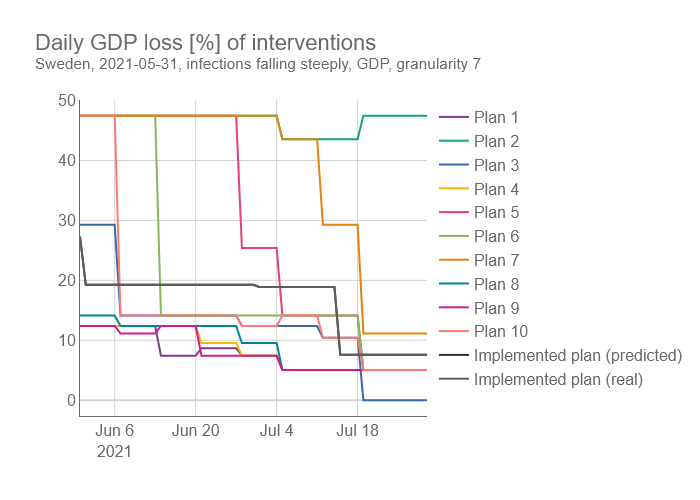 Daily GDP loss [%] of interventions
Sweden, 2021-05-31, infections falling steeply, GDP, granularity 7
50
40
30
20
10
0
Jun 6
2021
Jun 20
Jul 4
Jul 18
Plan 1
Plan 2
Plan 3
Plan 4
Plan 5
Plan 6
Plan 7
Plan 8
Plan 9
Plan 10
Implemented plan (predicted)
Implemented plan (real)